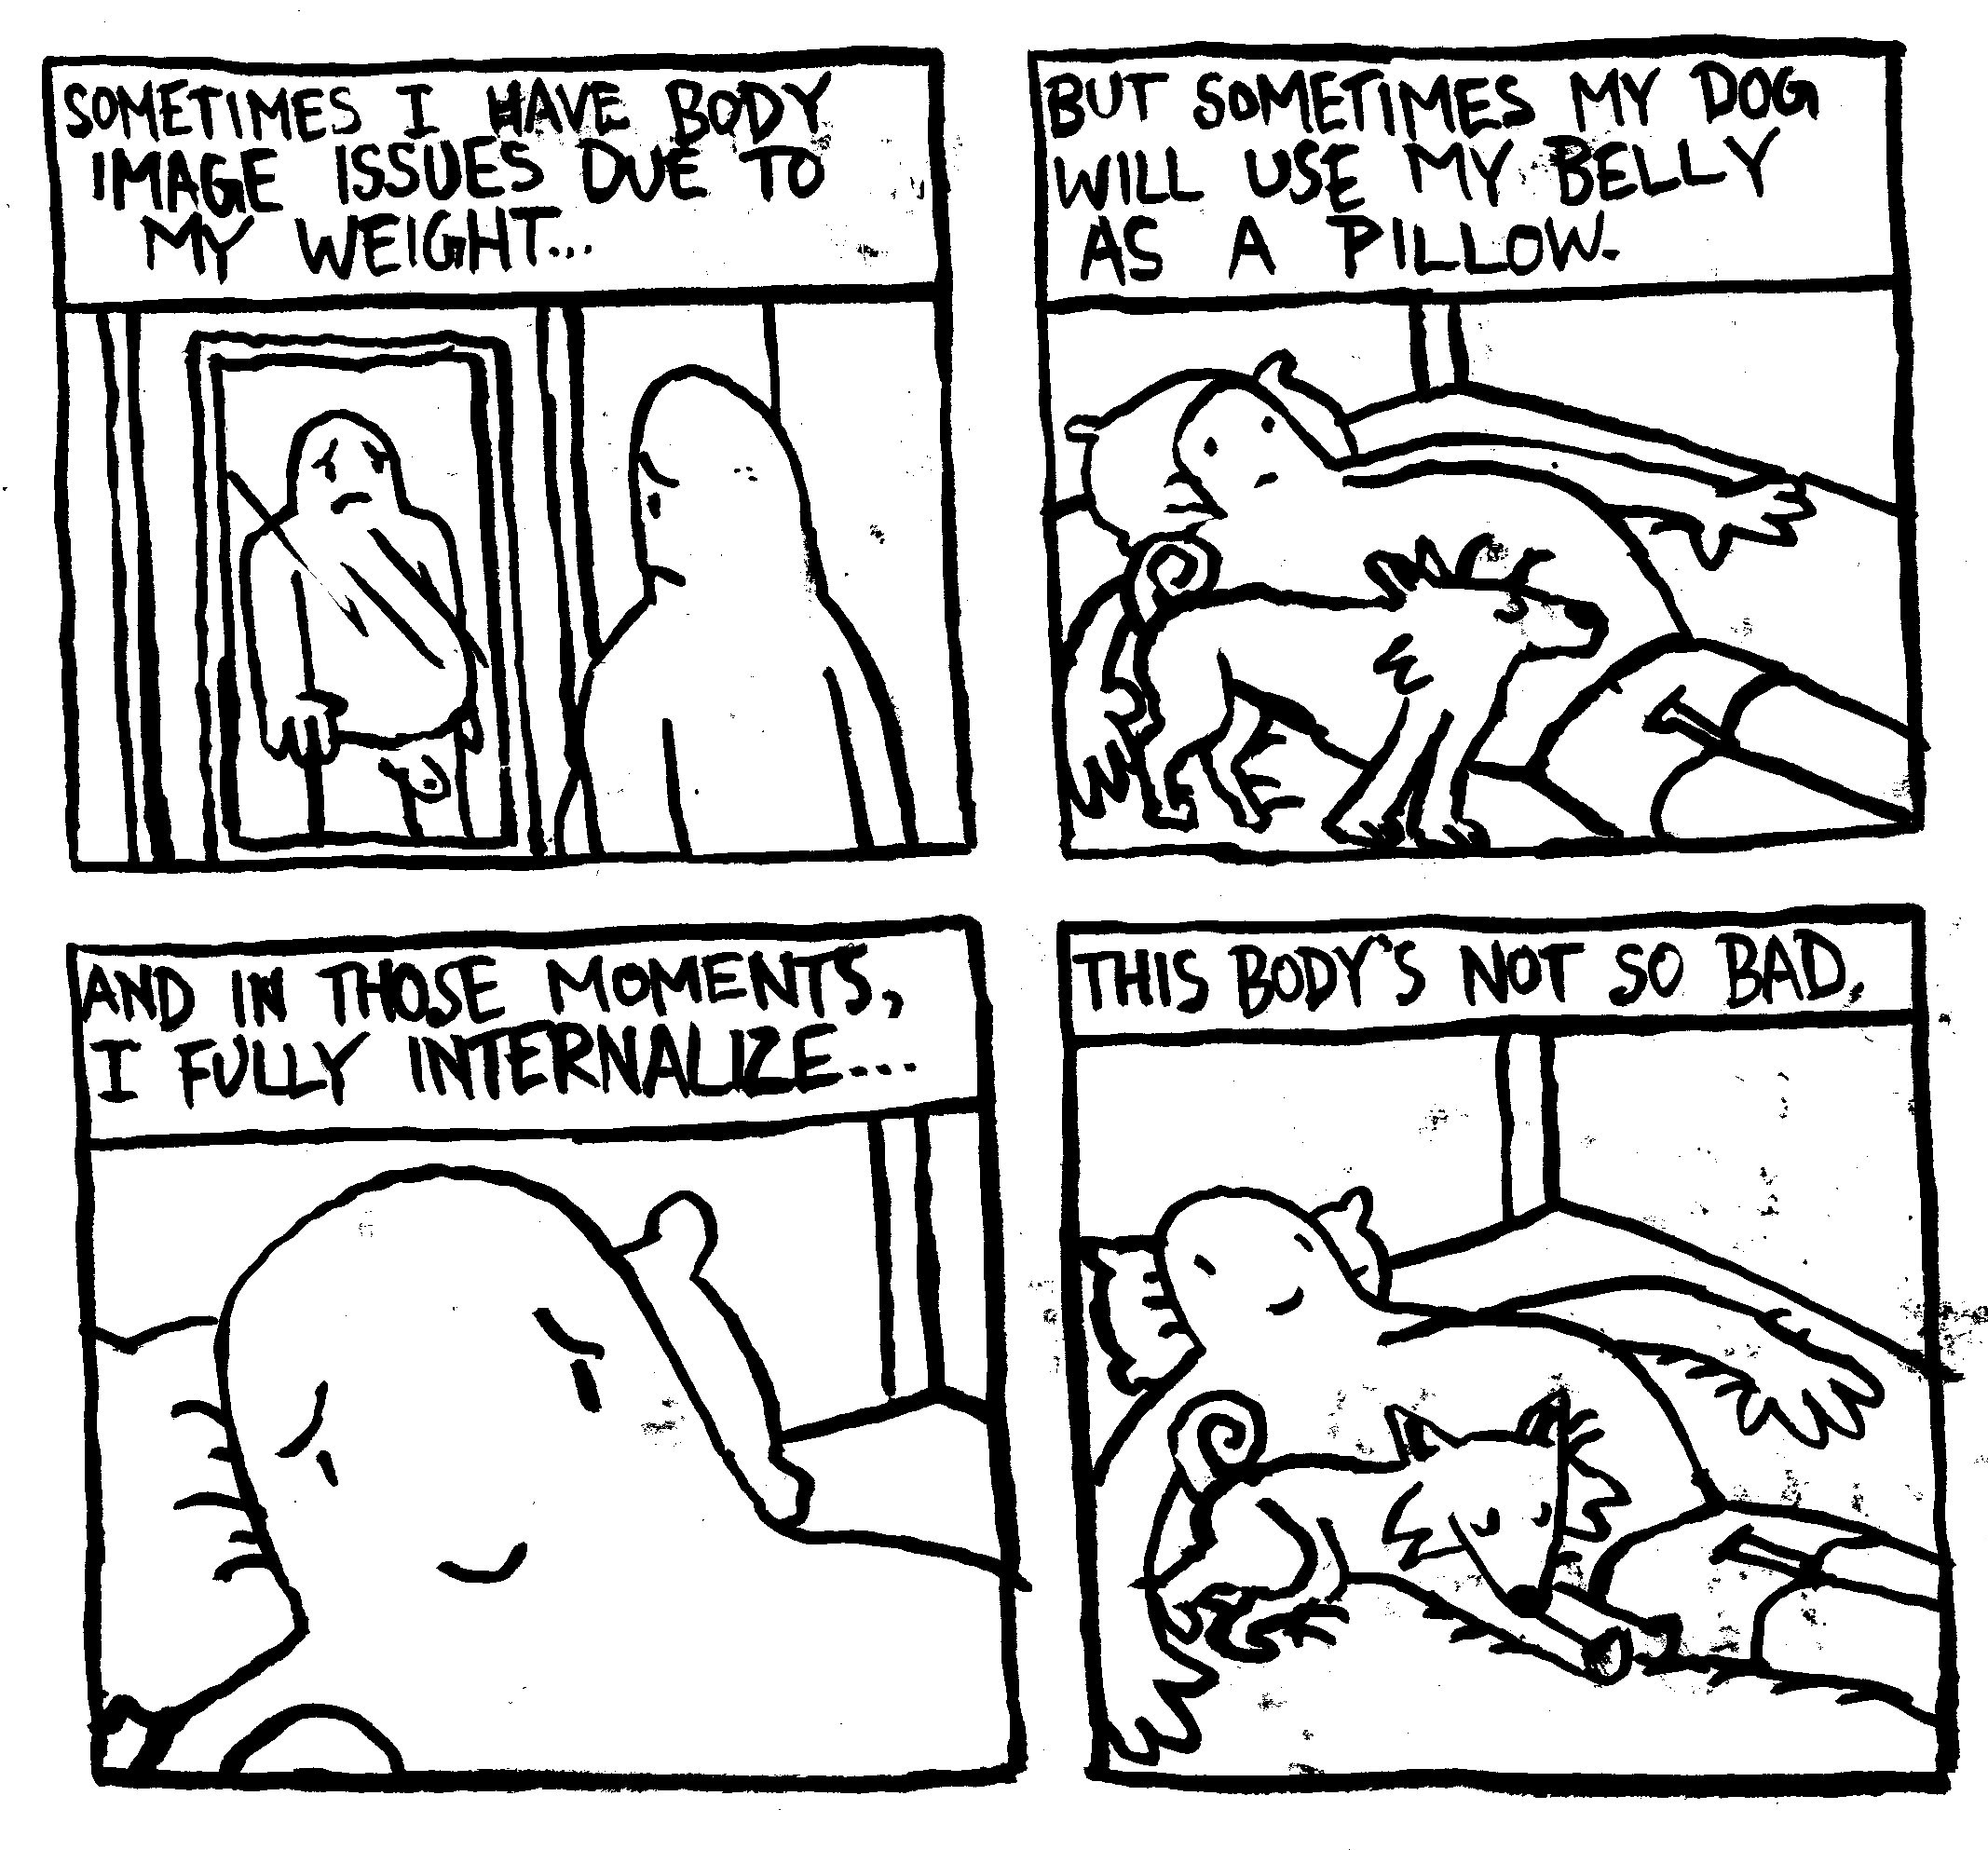 SOMETIMES I HAVE BODY
IMAGE ISSUES DUE TO
MY WEIGHT...
BUT SOMETIMES MY DOG
WILL USE MY BELLY
AS A PILLOW.
AND IN THOSE MOMENTS,
I FULLY INTERNALIZE...
THIS BODY'S NOT SO BAD.